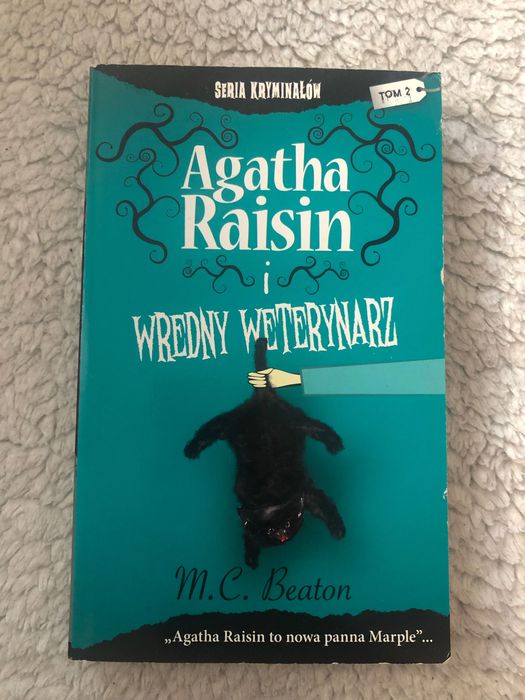 SERIA KRYMINAŁÓW
TOM 2
Agatha
Raisin
i
WREDNY WETERYNARZ
M.C. Beaton
„Agatha Raisin to nowa panna Marple”...